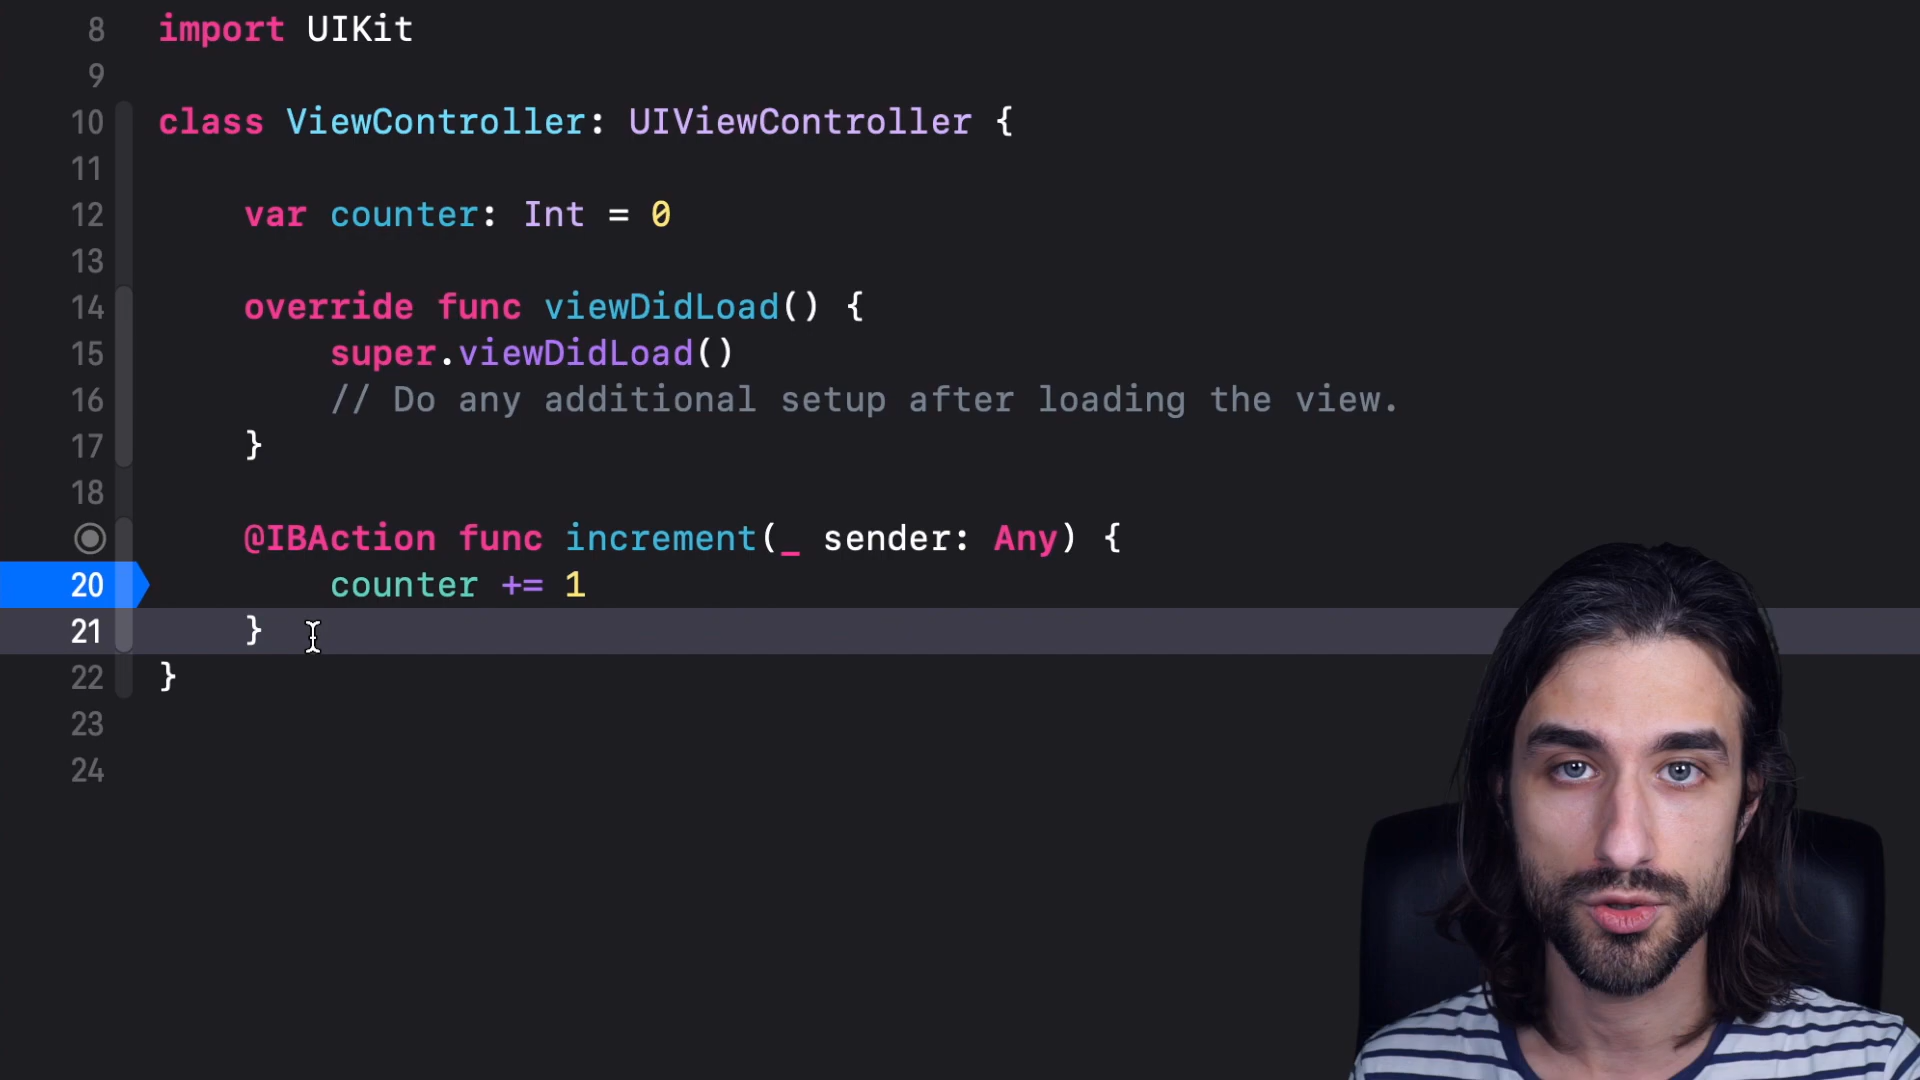 8 import UIKit
9
10 class ViewController: UIViewController {
11
12 var counter: Int = 0
13
14 override func viewDidLoad() {
15 super.viewDidLoad()
16 // Do any additional setup after loading the view.
17 }
18
@IBAction func increment(_ sender: Any) {
20 counter += 1
21 }
22 }
23
24